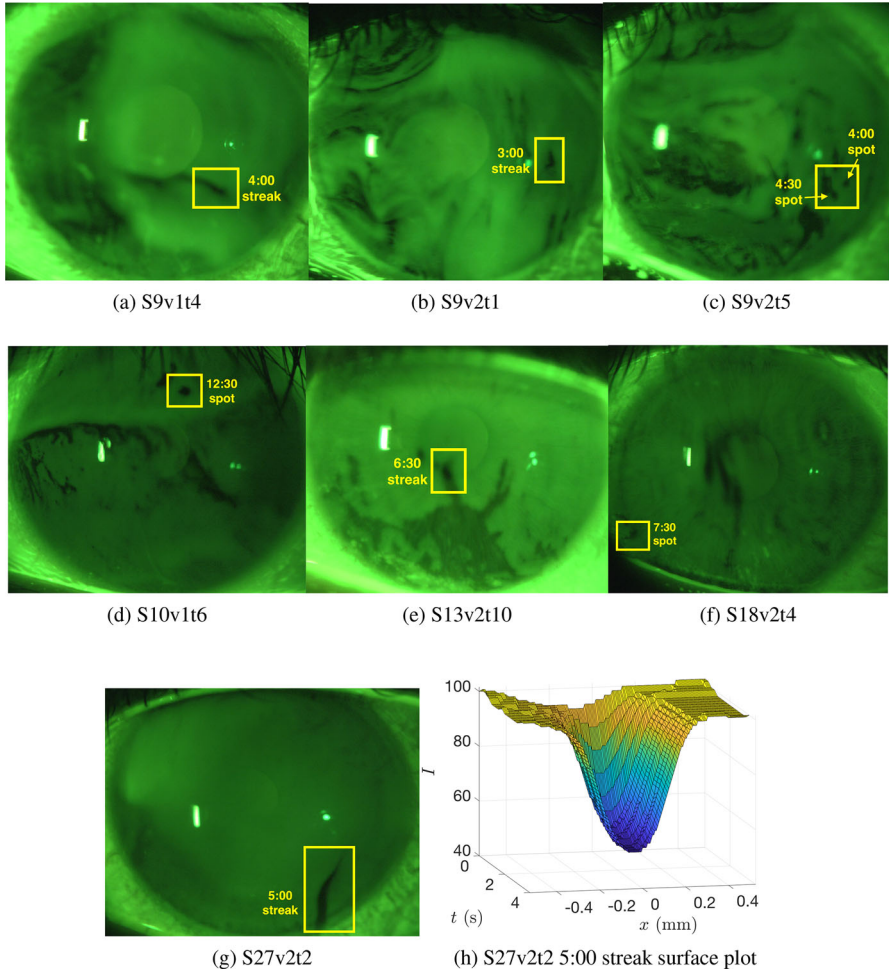 4:00
streak
3:00
streak
4:00
spot
4:30
spot
(a) S9v1t4
(b) S9v2t1
(c) S9v2t5
12:30
spot
6:30
streak
7:30
spot
(d) S10v1t6
(e) S13v2t10
(f) S18v2t4
5:00
streak
100
80
60
40
I
0
2
4
t (s)
-0.4
-0.2
0
0.2
0.4
x (mm)
(g) S27v2t2
(h) S27v2t2 5:00 streak surface plot